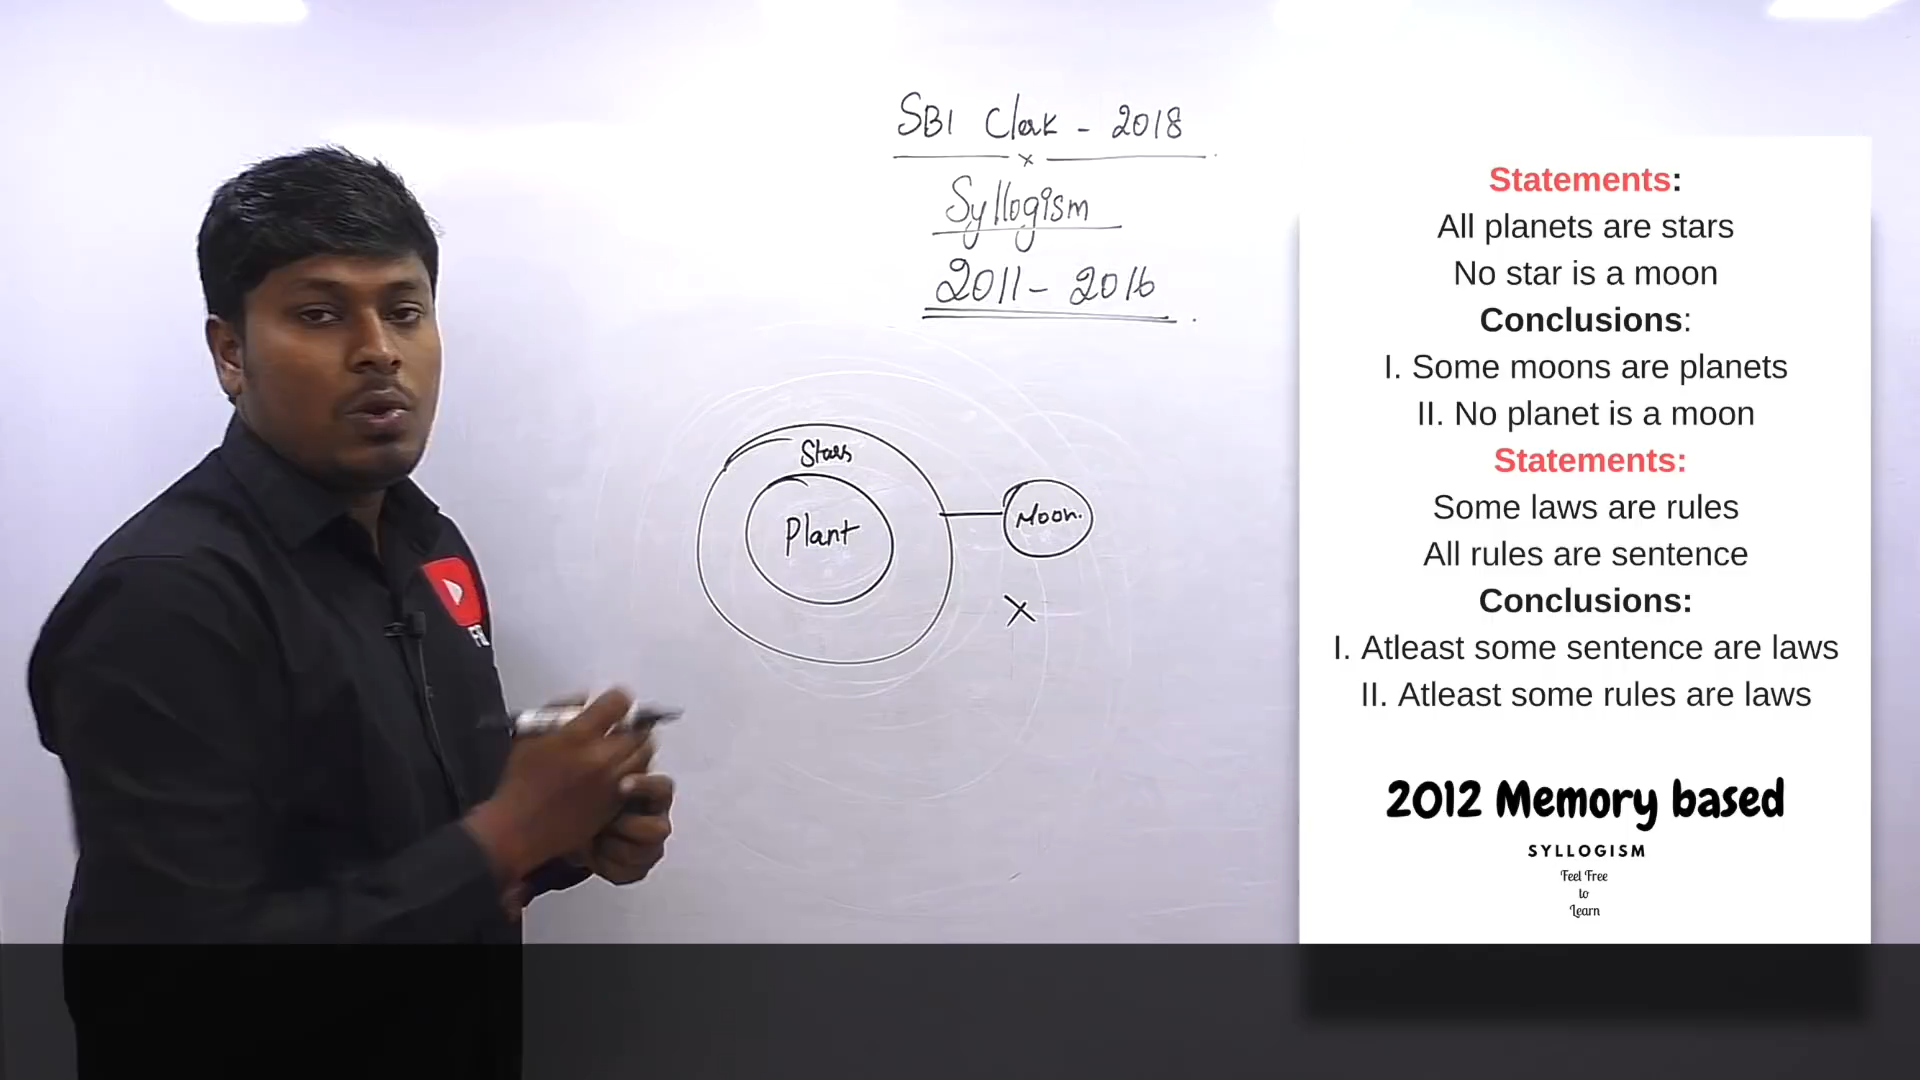 SBI Clerk - 2018
x
Syllogism
2011 - 2016
Stars
Plant
Moon.
X
Statements:
All planets are stars
No star is a moon
Conclusions:
I. Some moons are planets
II. No planet is a moon
Statements:
Some laws are rules
All rules are sentence
Conclusions:
I. Atleast some sentence are laws
II. Atleast some rules are laws
2012 Memory based
SYLLOGISM
Feel Free
to
Learn